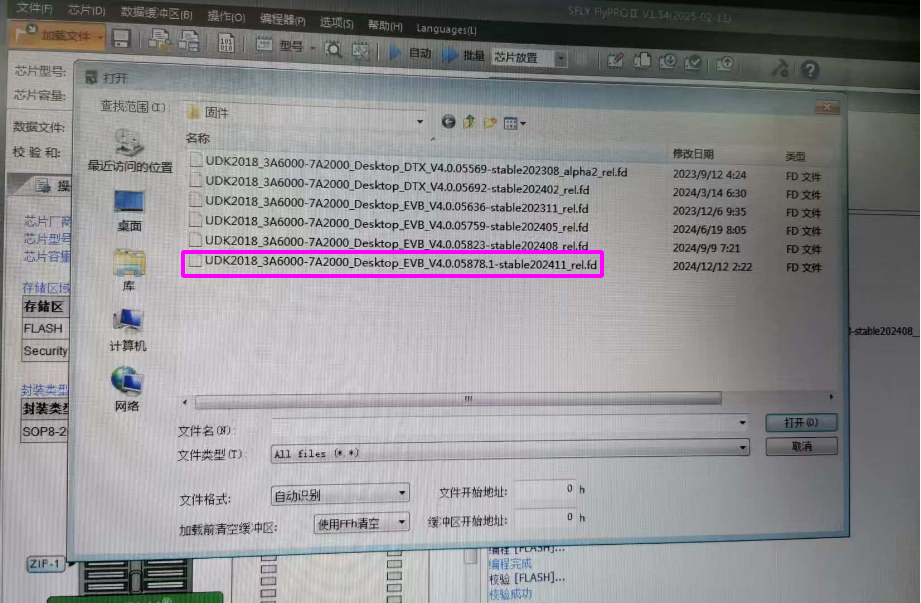 SFLY FlyPRO II V1.54(2025-02-11)
文件(F) 芯片(D) 数据缓冲区(B) 操作(O) 编程器(P) 选项(S) 帮助(H) Languages(L)
加载文件 型号 自动 批量 芯片放置
芯片型号:
芯片容量:
数据文件:
校 验 和:
打开
查找范围(I): 固件
名称 修改日期 类型
UDK2018_3A6000-7A2000_Desktop_DTX_V4.0.05569-stable202308_alpha2_rel.fd 2023/9/12 4:24 FD 文件
UDK2018_3A6000-7A2000_Desktop_DTX_V4.0.05692-stable202402_rel.fd 2024/3/14 6:30 FD 文件
UDK2018_3A6000-7A2000_Desktop_EVB_V4.0.05636-stable202311_rel.fd 2023/12/6 9:35 FD 文件
UDK2018_3A6000-7A2000_Desktop_EVB_V4.0.05759-stable202405_rel.fd 2024/6/19 8:05 FD 文件
UDK2018_3A6000-7A2000_Desktop_EVB_V4.0.05823-stable202408_rel.fd 2024/9/9 7:21 FD 文件
UDK2018_3A6000-7A2000_Desktop_EVB_V4.0.05878.1-stable202411_rel.fd 2024/12/12 2:22 FD 文件
最近访问的位置
桌面
库
计算机
网络
文件名(N): 打开(O)
文件类型(T): All files (*.*) 取消
文件格式: 自动识别 文件开始地址: 0 h
加载前清空缓冲区: 使用FFh清空 缓冲区开始地址: 0 h
操
芯片厂商
芯片型号
芯片容量
存储区域
存储区
FLASH
Security
封装类型
封装类型
SOP8-2
-stable202408_
ZIF-1
编程 [FLASH]...
编程完成
校验 [FLASH]...
校验成功